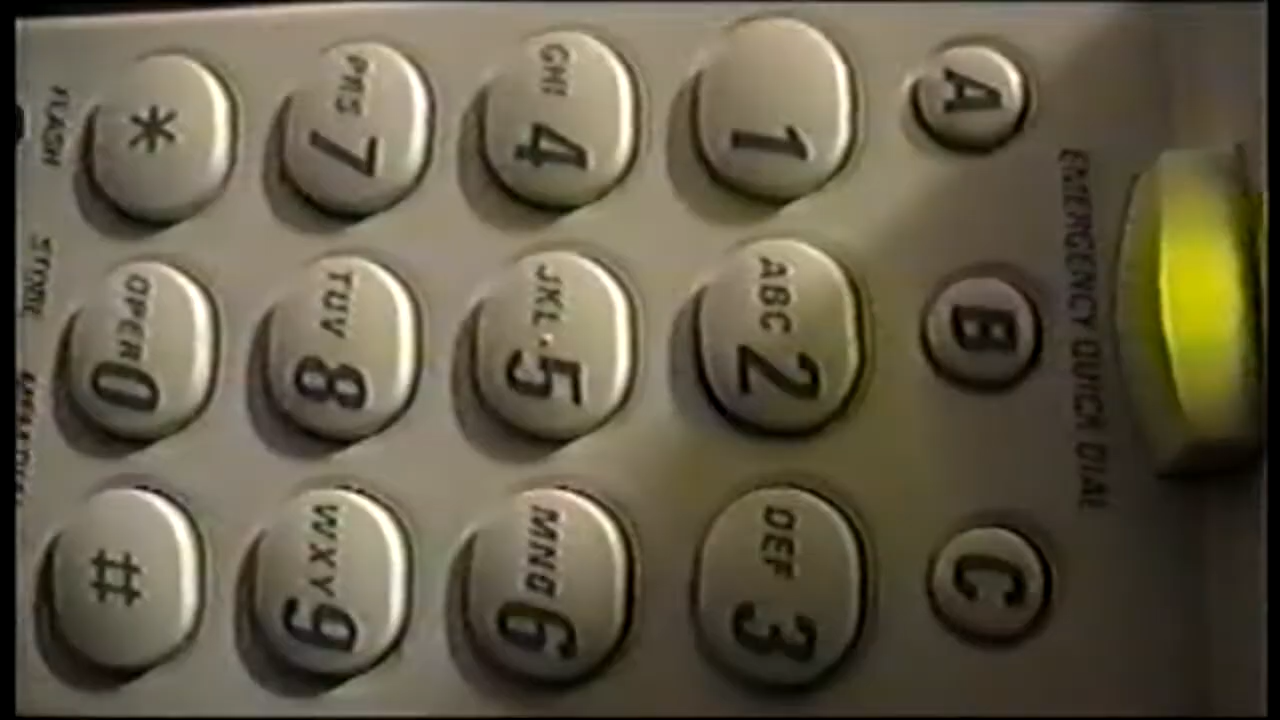 EMERGENCY QUICK DIAL
A B C
1 ABC 2 DEF 3
GHI 4 JKL 5 MNO 6
PRS 7 TUV 8 WXY 9
* OPER 0 #
FLASH STORE